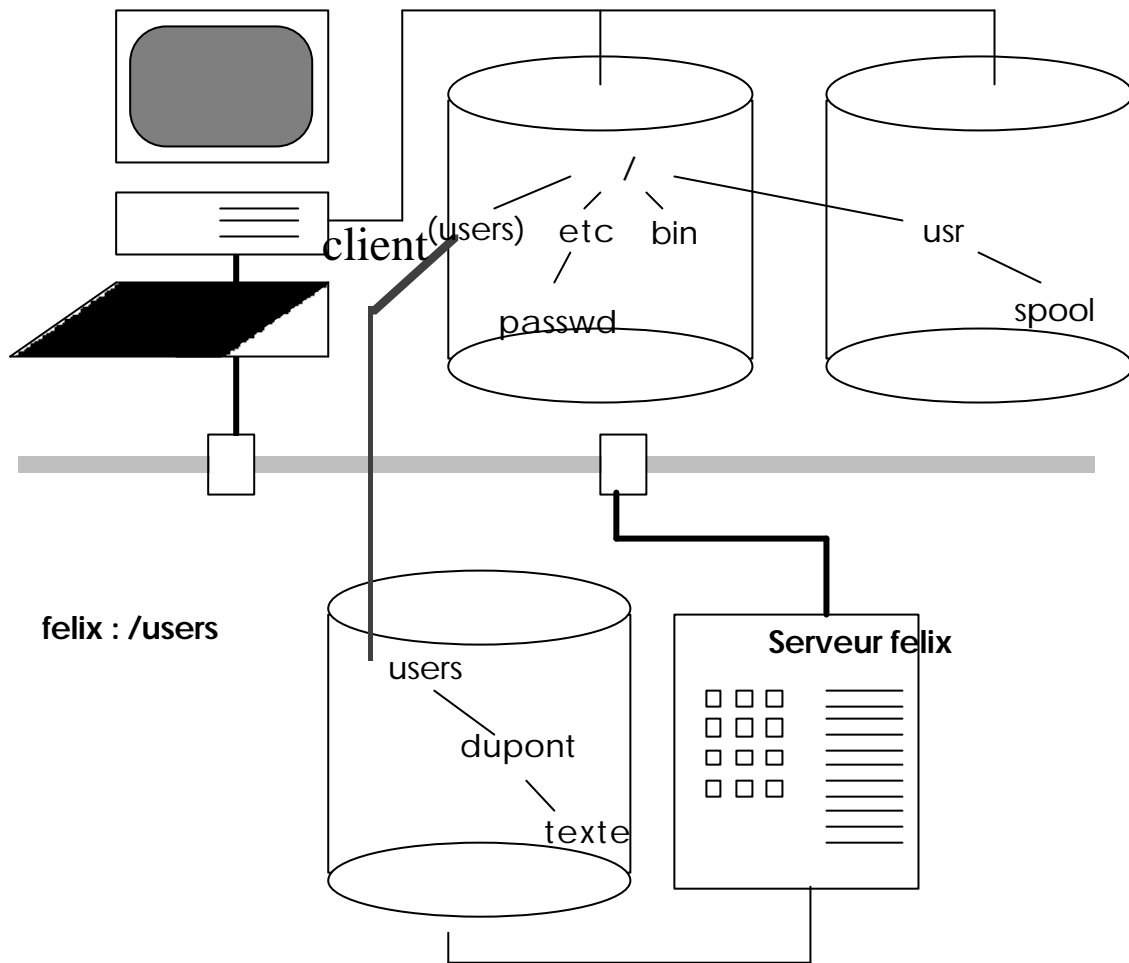 /
client
(users)
etc
bin
usr
passwd
spool
felix : /users
Serveur felix
users
dupont
texte